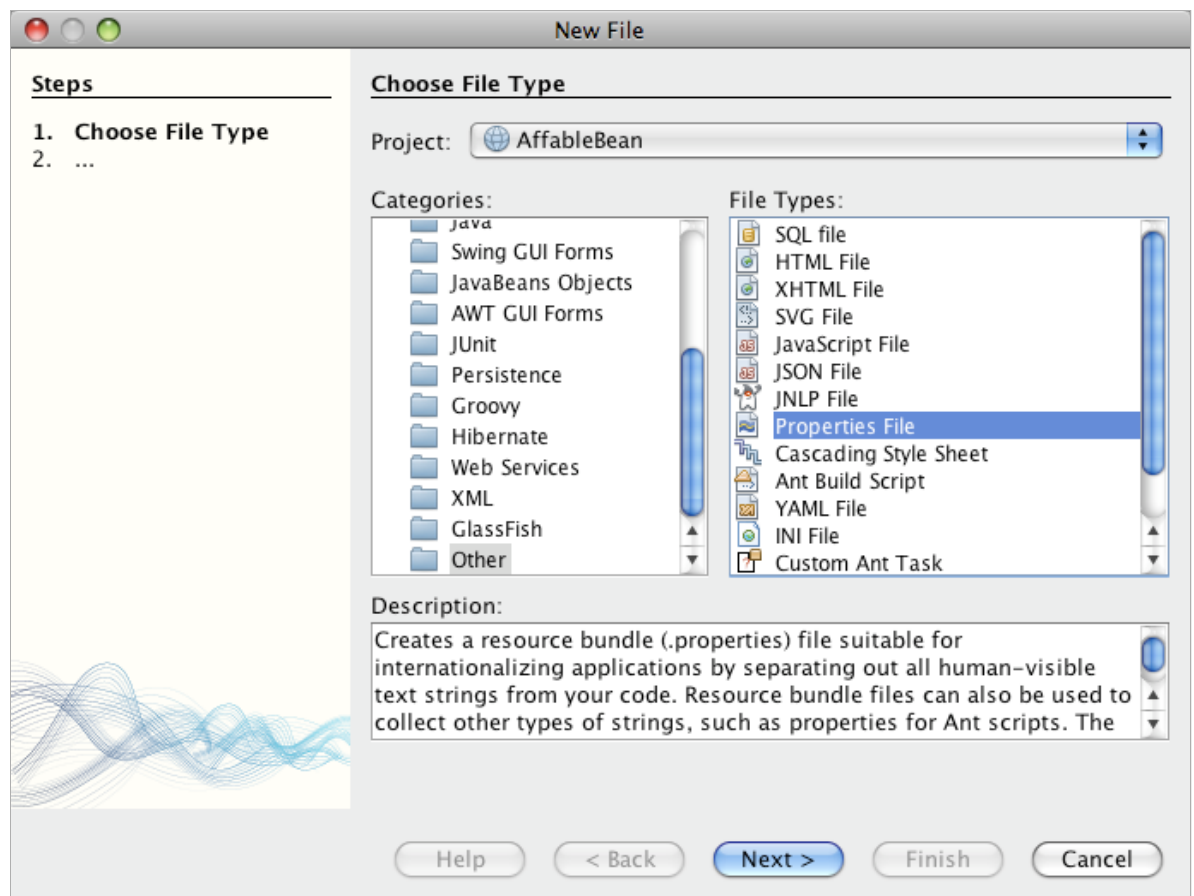 New File
Steps
1. Choose File Type
2. ...
Choose File Type
Project: AffableBean
Categories:
Java
Swing GUI Forms
JavaBeans Objects
AWT GUI Forms
JUnit
Persistence
Groovy
Hibernate
Web Services
XML
GlassFish
Other
File Types:
SQL file
HTML File
XHTML File
SVG File
JavaScript File
JSON File
JNLP File
Properties File
Cascading Style Sheet
Ant Build Script
YAML File
INI File
Custom Ant Task
Description:
Creates a resource bundle (.properties) file suitable for
internationalizing applications by separating out all human-visible
text strings from your code. Resource bundle files can also be used to
collect other types of strings, such as properties for Ant scripts. The
Help < Back Next > Finish Cancel